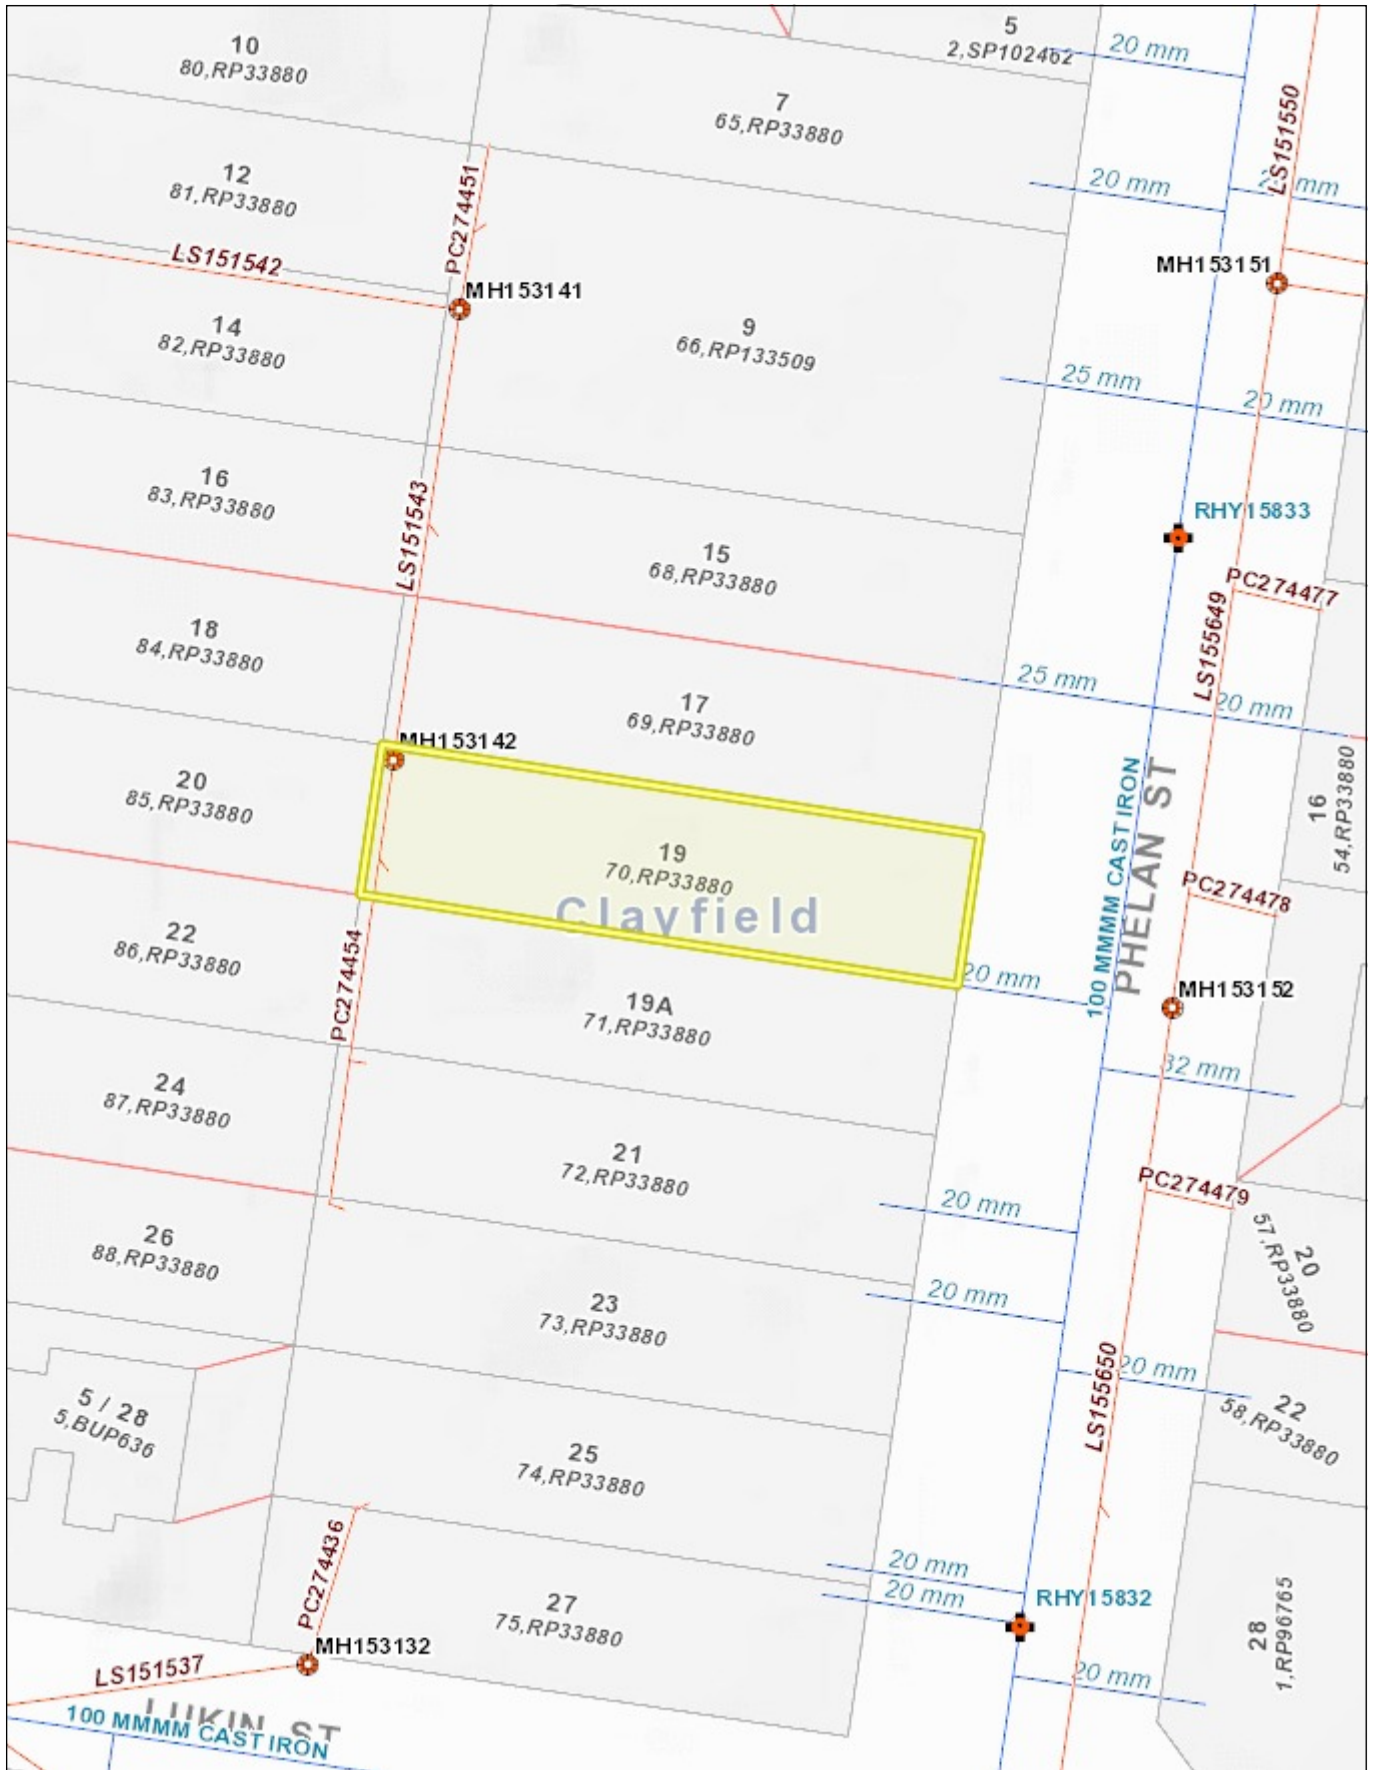 10
80,RP33880
5
2,SP102462
20 mm
7
65,RP33880
LS151550
12
81,RP33880
PC274451
20 mm
mm
LS151542
MH153141
MH153151
14
82,RP33880
9
66,RP133509
25 mm
20 mm
16
83,RP33880
LS151543
15
68,RP33880
RHY15833
PC274477
18
84,RP33880
LS155649
17
69,RP33880
25 mm
20 mm
MH153142
20
85,RP33880
19
70,RP33880
Clayfield
100 MMMM CAST IRON
PHELAN ST
16
54,RP33880
PC274478
22
86,RP33880
PC274454
19A
71,RP33880
20 mm
MH153152
32 mm
24
87,RP33880
21
72,RP33880
20 mm
PC274479
20
57,RP33880
26
88,RP33880
23
73,RP33880
20 mm
20 mm
LS155650
22
58,RP33880
5 / 28
5,BUP636
25
74,RP33880
PC274436
20 mm
20 mm
RHY15832
27
75,RP33880
28
1,RP96765
MH153132
LS151537
20 mm
LUKIN ST
100 MMMM CAST IRON